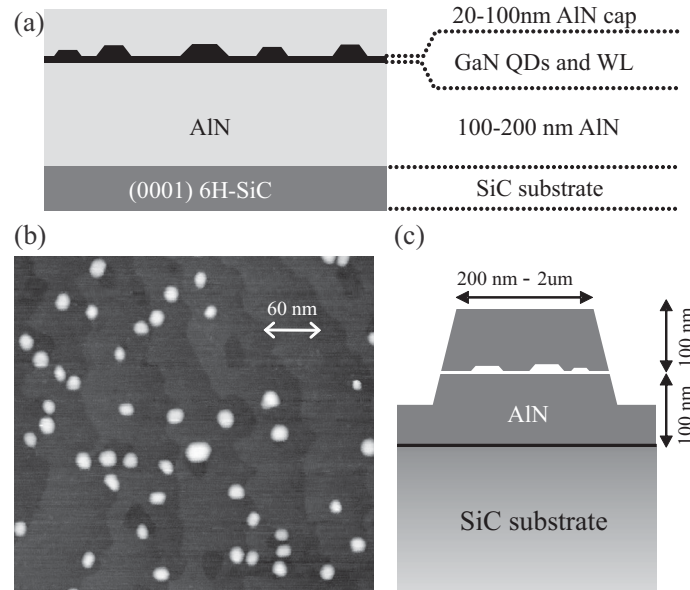 (a)
20-100nm AlN cap
GaN QDs and WL
AlN
100-200 nm AlN
(0001) 6H-SiC
SiC substrate
(b)
(c)
60 nm
200 nm - 2um
100 nm
100 nm
AlN
SiC substrate